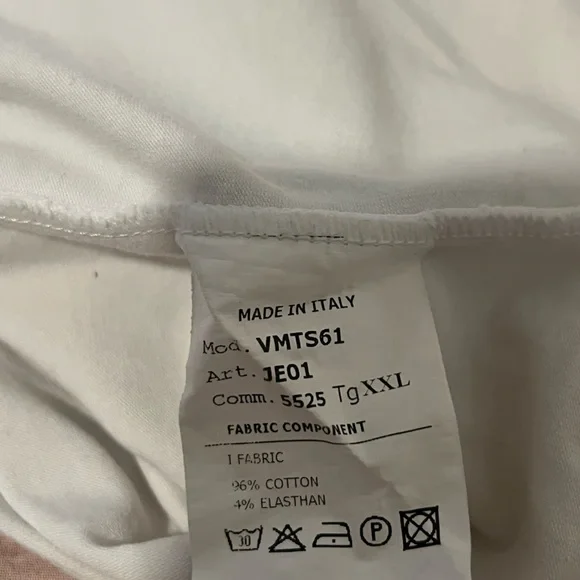 MADE IN ITALY
Mod. VMTS61
Art. JE01
Comm. 5525 Tg XXL
FABRIC COMPONENT
1 FABRIC
96% COTTON
4% ELASTHAN
30 P